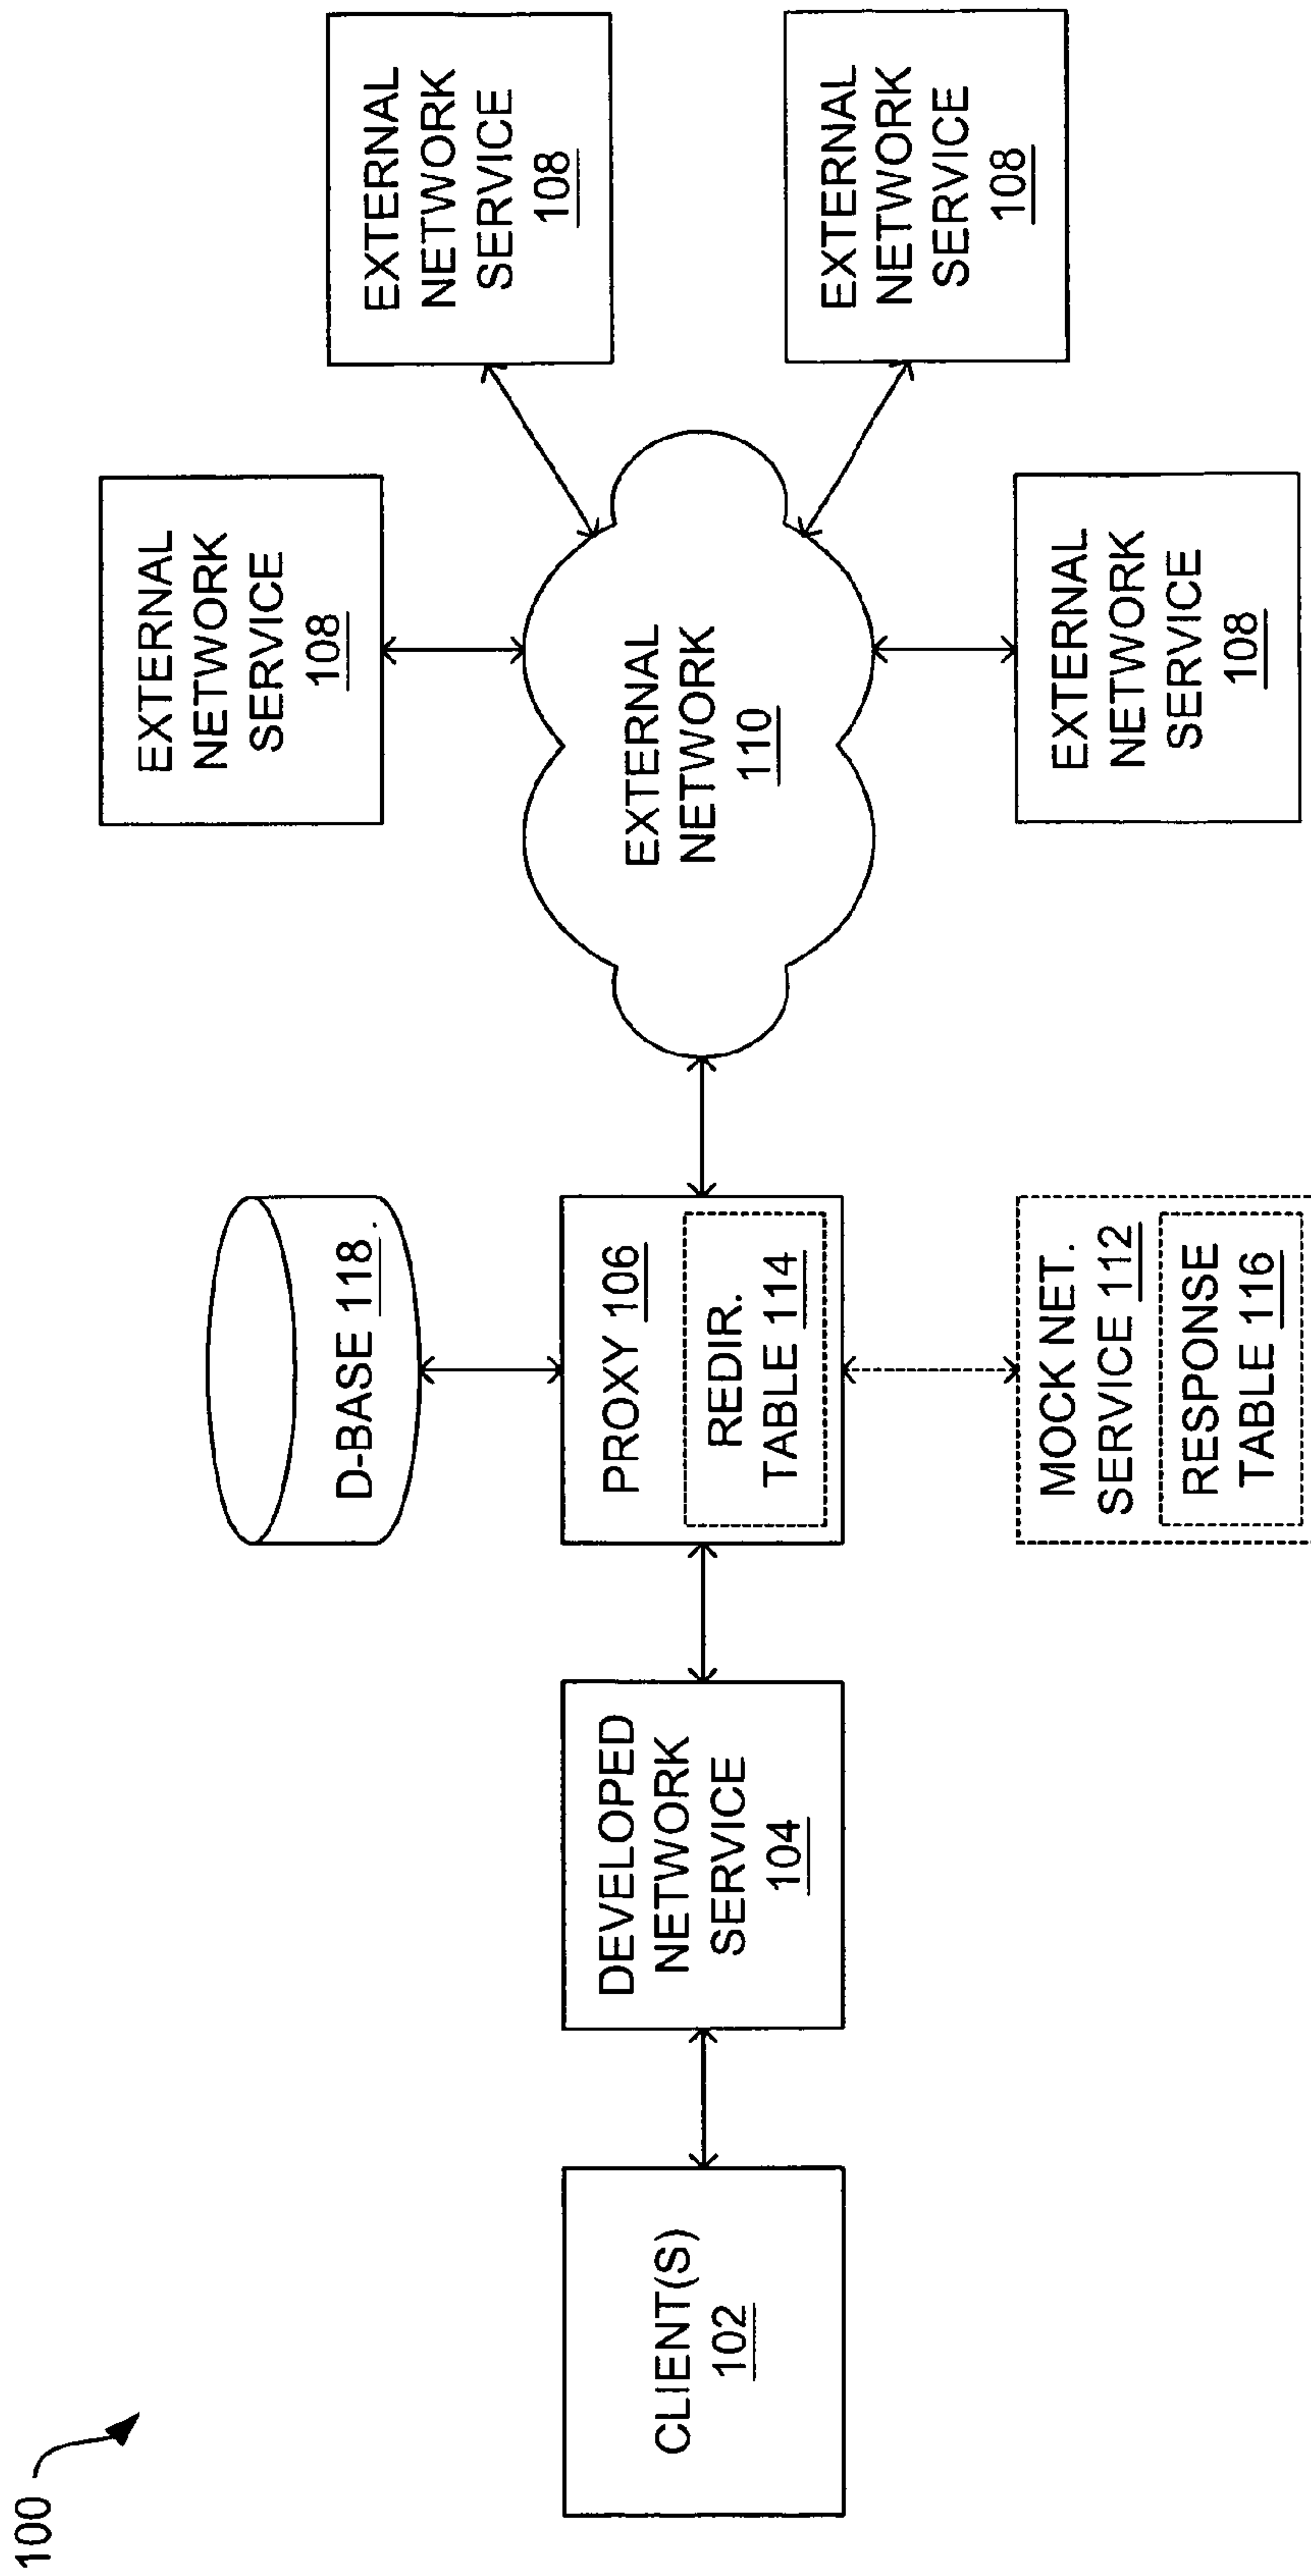 100
CLIENT(S)
102
DEVELOPED
NETWORK
SERVICE
104
D-BASE 118.
PROXY 106
REDIR.
TABLE 114
MOCK NET.
SERVICE 112
RESPONSE
TABLE 116
EXTERNAL
NETWORK
110
EXTERNAL
NETWORK
SERVICE
108
EXTERNAL
NETWORK
SERVICE
108
EXTERNAL
NETWORK
SERVICE
108
EXTERNAL
NETWORK
SERVICE
108